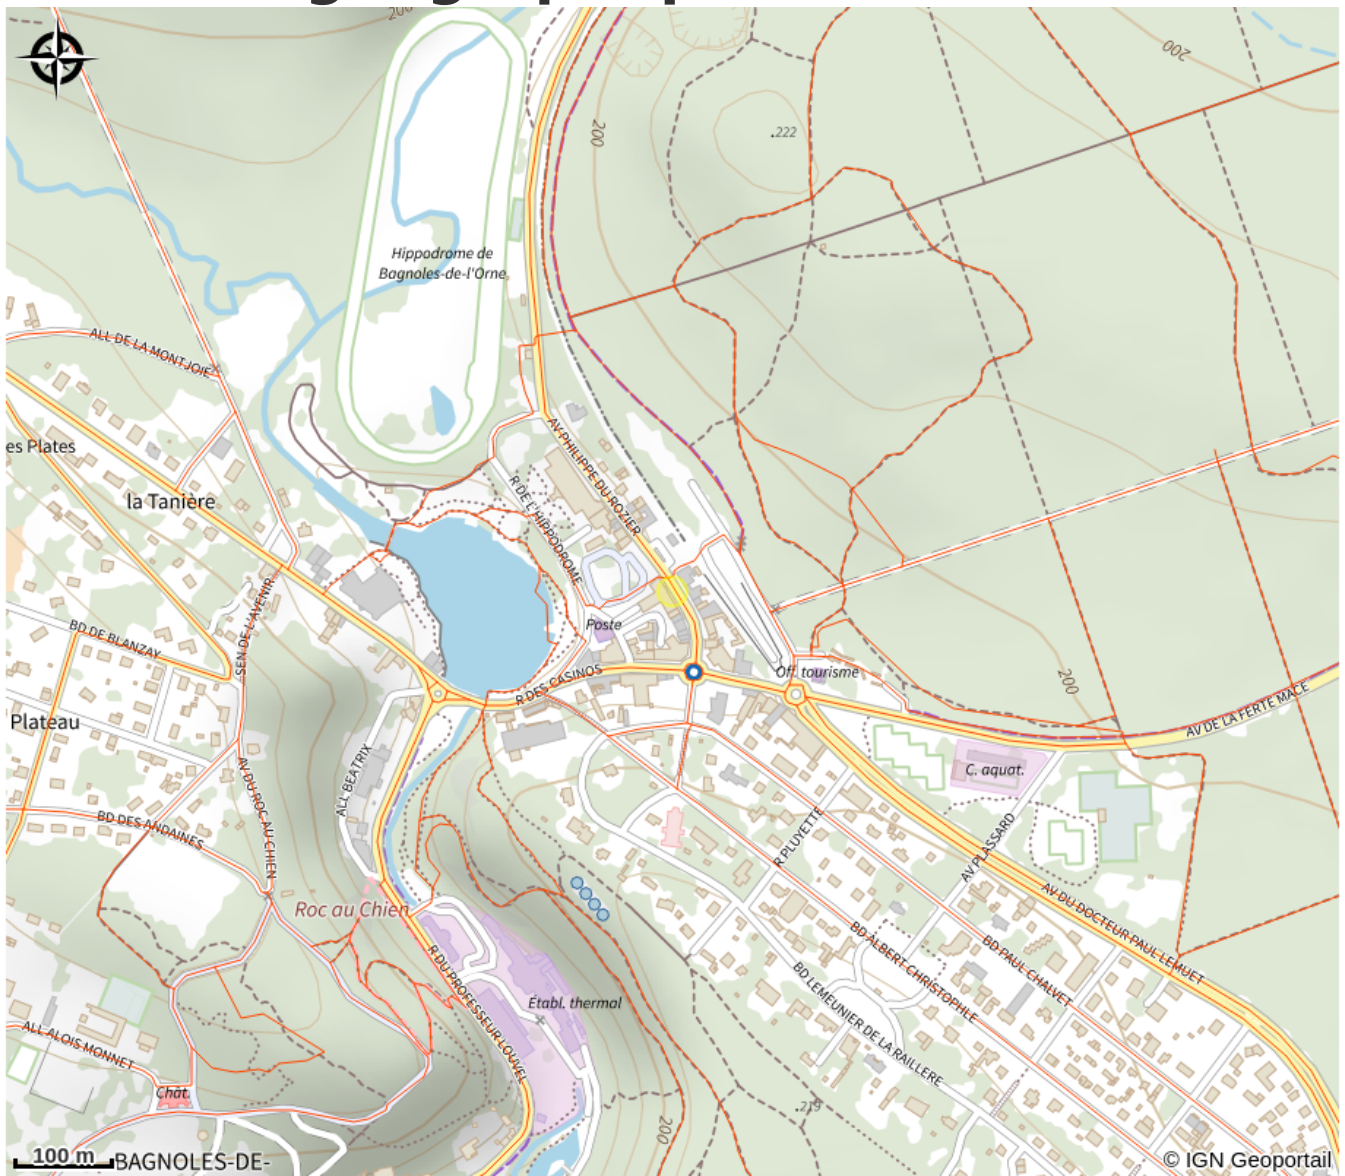 200
200
.222
200
Hippodrome de
Bagnoles-de-l'Orne
ALL DE LA MONTJOIE
es Plates
la Tanière
AV PHILIPPE DU ROZIER
R DE L'HIPPODROME
SEN DE L'AVENIR
BD DE BLANZAY
Poste
R DES CASINOS
Off. tourisme
200
Plateau
AV DE LA FERTE MACE
ALL BEATRIX
AV DU ROC AU CHIEN
C. aquat.
BD DES ANDAINES
R PLUYETTE
AV PLASSARD
Roc au Chien
AV DU DOCTEUR PAUL LEMUET
BD ALBERT CHRISTOPHLE
BD PAUL CHALVET
R DU PROFESSEUR LOUVEL
BD LEMEUNIER DE LA RAILLERE
Établ. thermal
ALL ALOIS MONNET
Chât.
.219
200
100 m
BAGNOLES-DE-
© IGN Geoportail